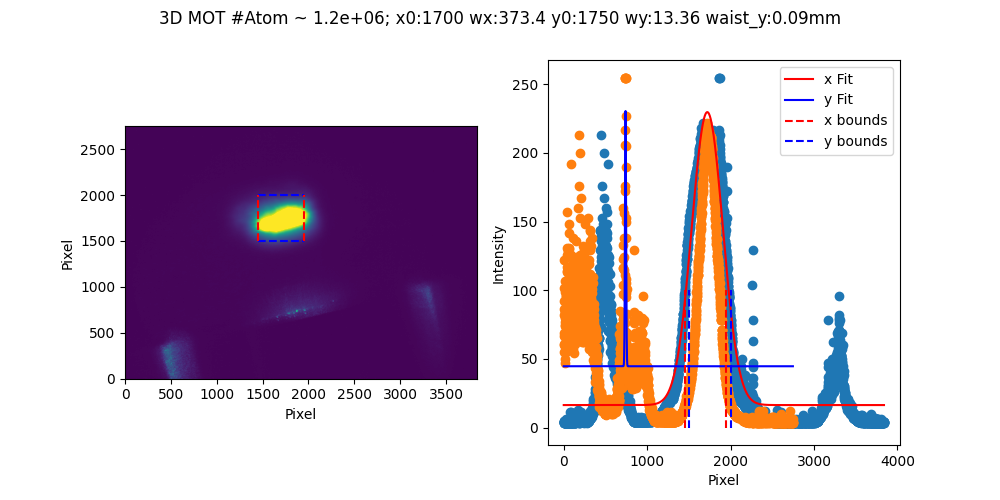 3D MOT #Atom ~ 1.2e+06; x0:1700 wx:373.4 y0:1750 wy:13.36 waist_y:0.09mm
Pixel
2500
2000
1500
1000
500
0
0 500 1000 1500 2000 2500 3000 3500
Pixel
Intensity
250
200
150
100
50
0
0 1000 2000 3000 4000
Pixel
x Fit
y Fit
x bounds
y bounds